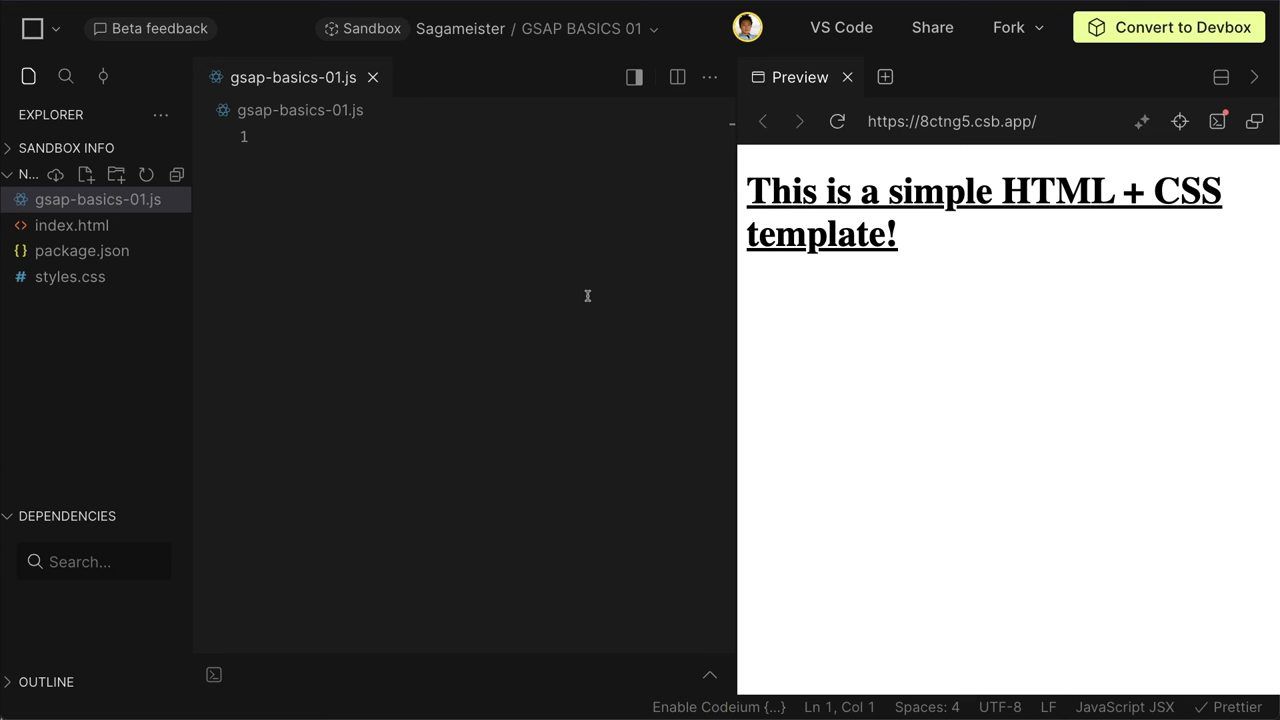 Beta feedback
Sandbox Sagameister / GSAP BASICS 01
VS Code
Share
Fork
Convert to Devbox
EXPLORER
SANDBOX INFO
N...
gsap-basics-01.js
index.html
{} package.json
# styles.css
DEPENDENCIES
Search...
OUTLINE
gsap-basics-01.js
gsap-basics-01.js
1
Preview
https://8ctng5.csb.app/
This is a simple HTML + CSS
template!
Enable Codeium {...} Ln 1, Col 1 Spaces: 4 UTF-8 LF JavaScript JSX Prettier